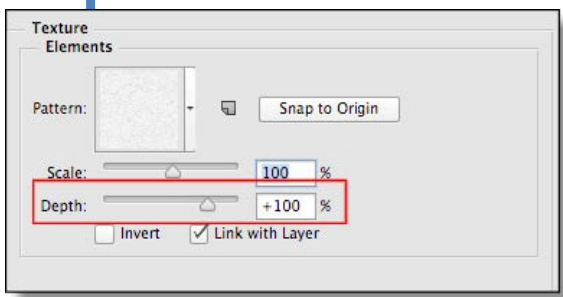 Texture
Elements
Pattern: Snap to Origin
Scale: 100 %
Depth: +100 %
Invert Link with Layer